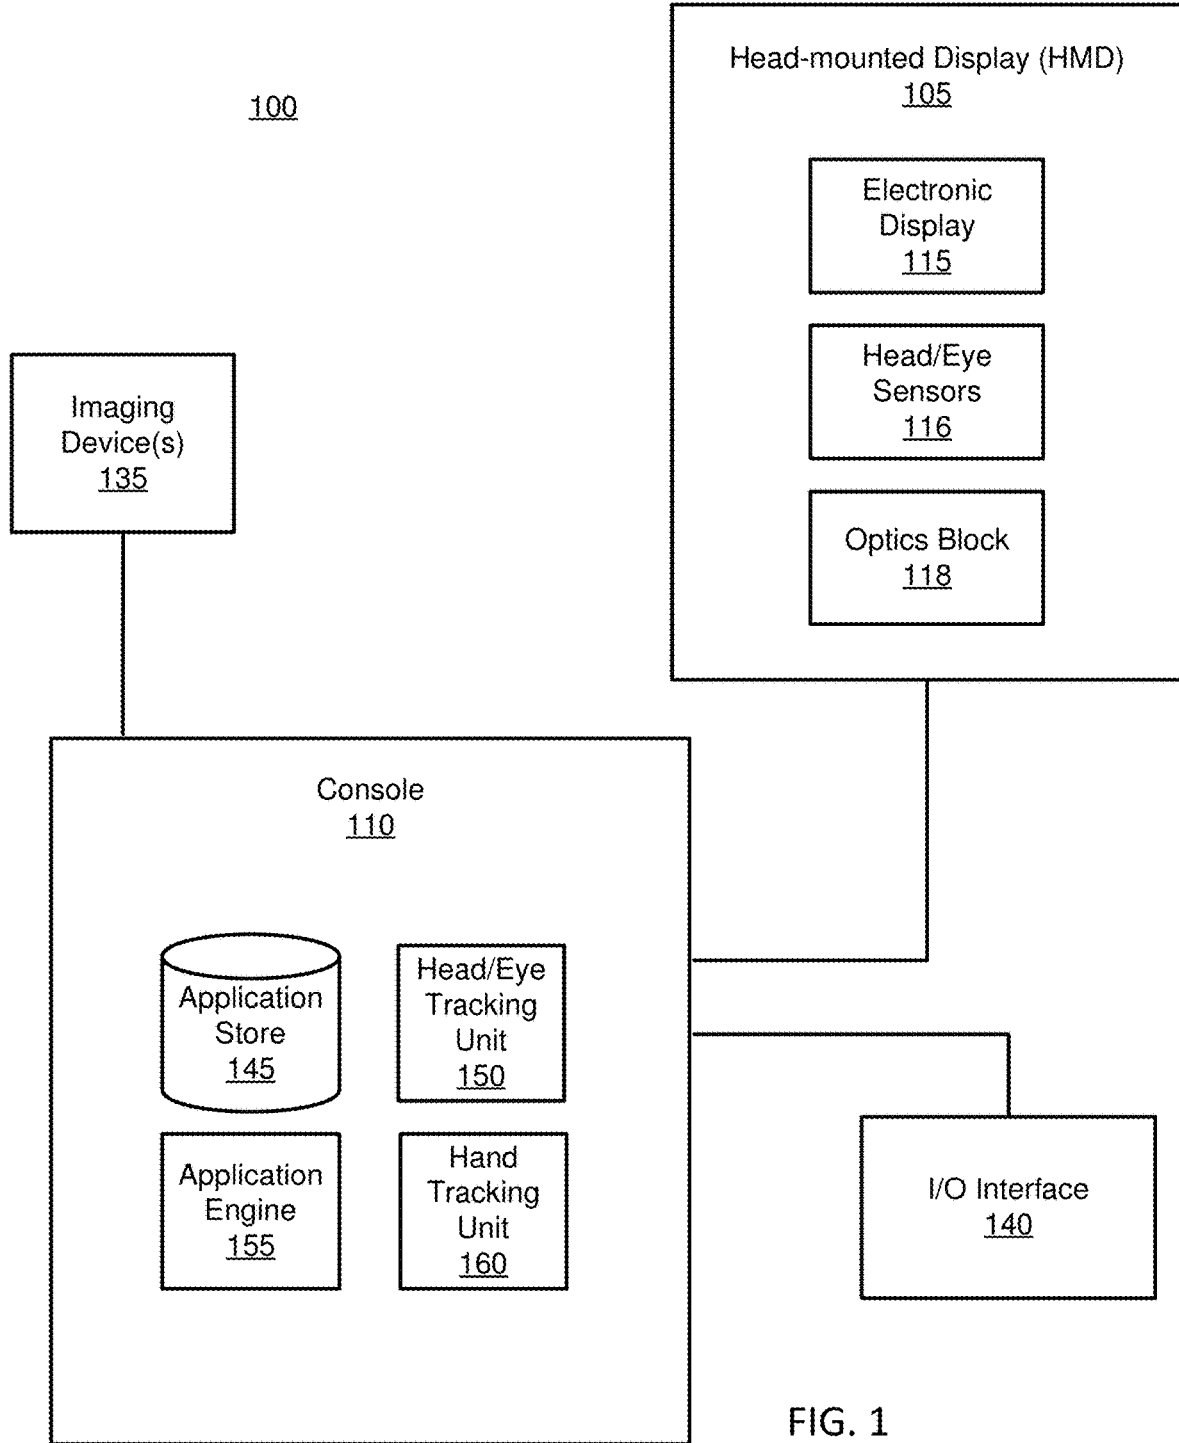 100
Head-mounted Display (HMD)
105
Electronic
Display
115
Head/Eye
Sensors
116
Optics Block
118
Imaging
Device(s)
135
Console
110
Application
Store
145
Head/Eye
Tracking
Unit
150
Application
Engine
155
Hand
Tracking
Unit
160
I/O Interface
140
FIG. 1